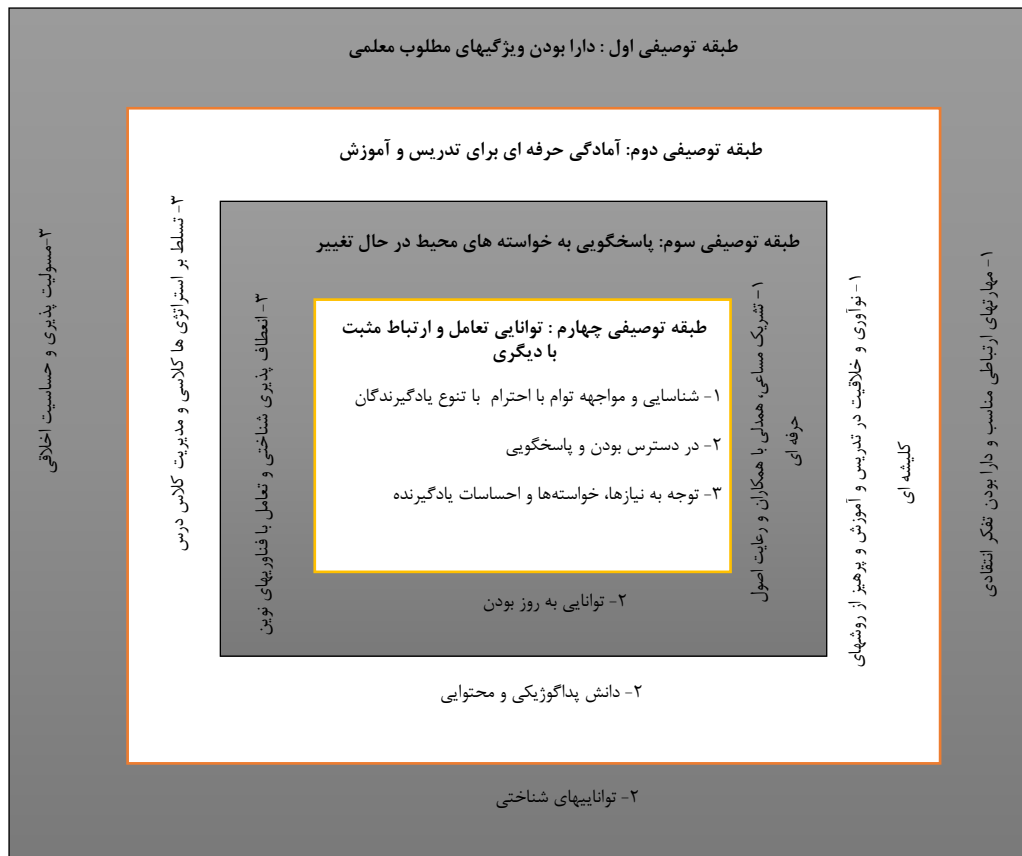 طبقه توصیفی اول : دارا بودن ویژگیهای مطلوب معلمی
۱- مهارتهای ارتباطی مناسب و دارا بودن تفکر انتقادی
۲- تواناییهای شناختی
۳-مسولیت پذیری و حساسیت اخلاقی
طبقه توصیفی دوم: آمادگی حرفه ای برای تدریس و آموزش
۱- نوآوری و خلاقیت در تدریس و آموزش و پرهیز از روشهای
کلیشه ای
۲- دانش پداگوژیکی و محتوایی
۳- تسلط بر استراتژی ها کلاسی و مدیریت کلاس درس
طبقه توصیفی سوم: پاسخگویی به خواسته های محیط در حال تغییر
۱- تشریک مساعی، همدلی با همکاران و رعایت اصول
حرفه ای
۲- توانایی به روز بودن
۳- انعطاف پذیری شناختی و تعامل با فناوریهای نوین
طبقه توصیفی چهارم : توانایی تعامل و ارتباط مثبت
با دیگری
۱- شناسایی و مواجهه توام با احترام با تنوع یادگیرندگان
۲- در دسترس بودن و پاسخگویی
۳- توجه به نیازها، خواسته‌ها و احساسات یادگیرنده